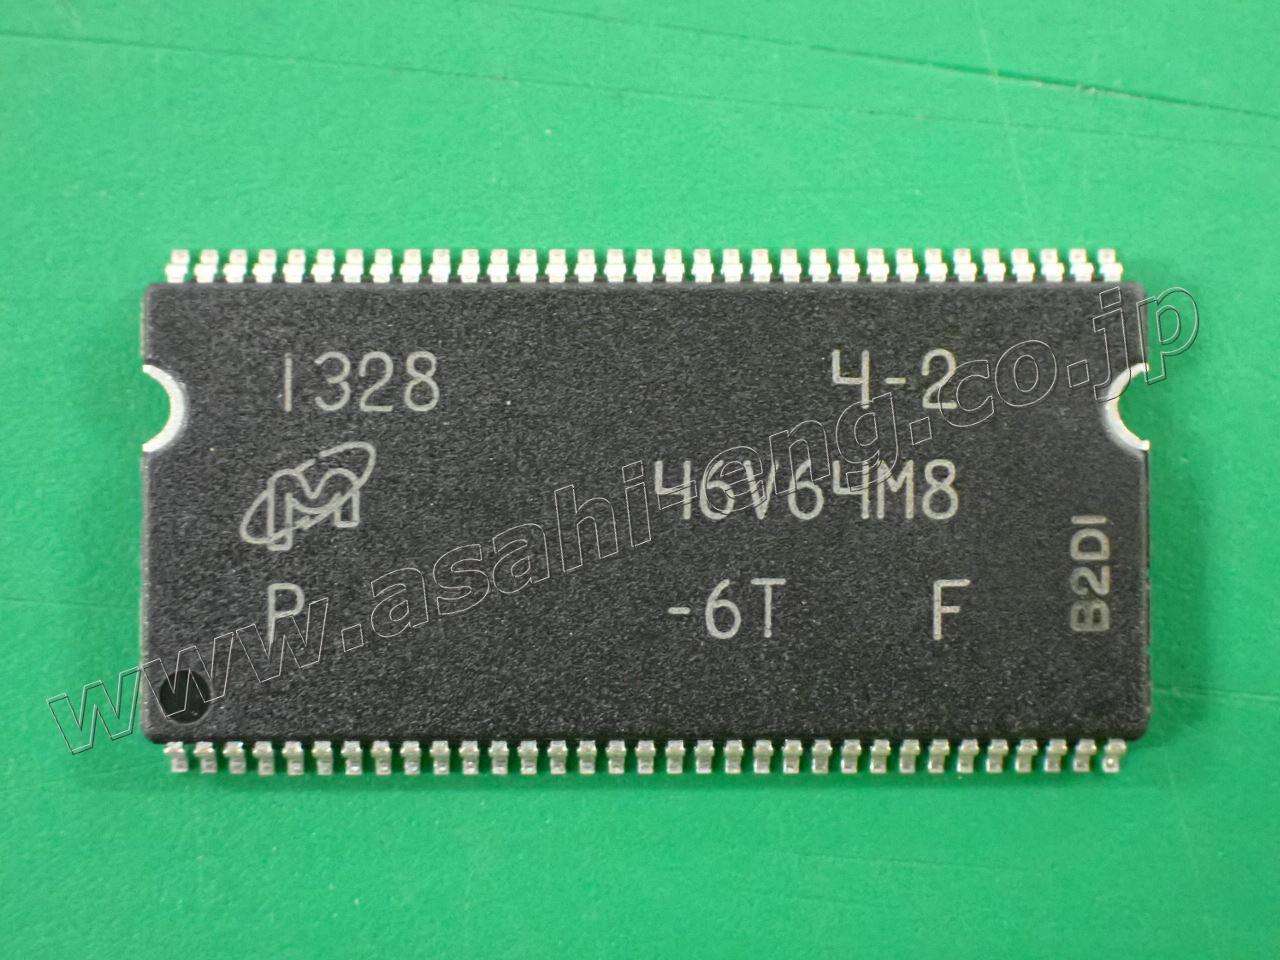 1328 4-2
M 46V64M8
P -6T F
B2DI
www.asahi-eng.co.jp